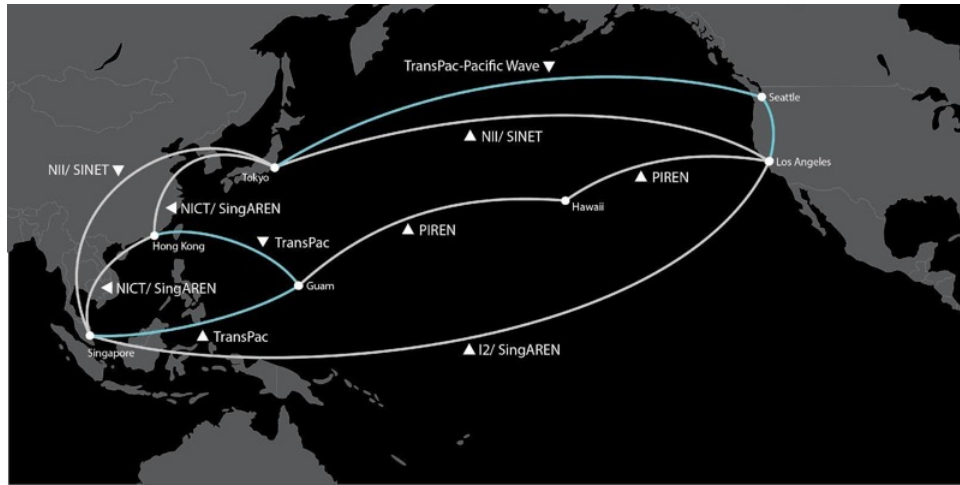 TransPac-Pacific Wave
Seattle
NII/ SINET
NII/ SINET
Tokyo
Los Angeles
PIREN
NICT/ SingAREN
Hawaii
PIREN
Hong Kong
TransPac
NICT/ SingAREN
Guam
TransPac
Singapore
I2/ SingAREN